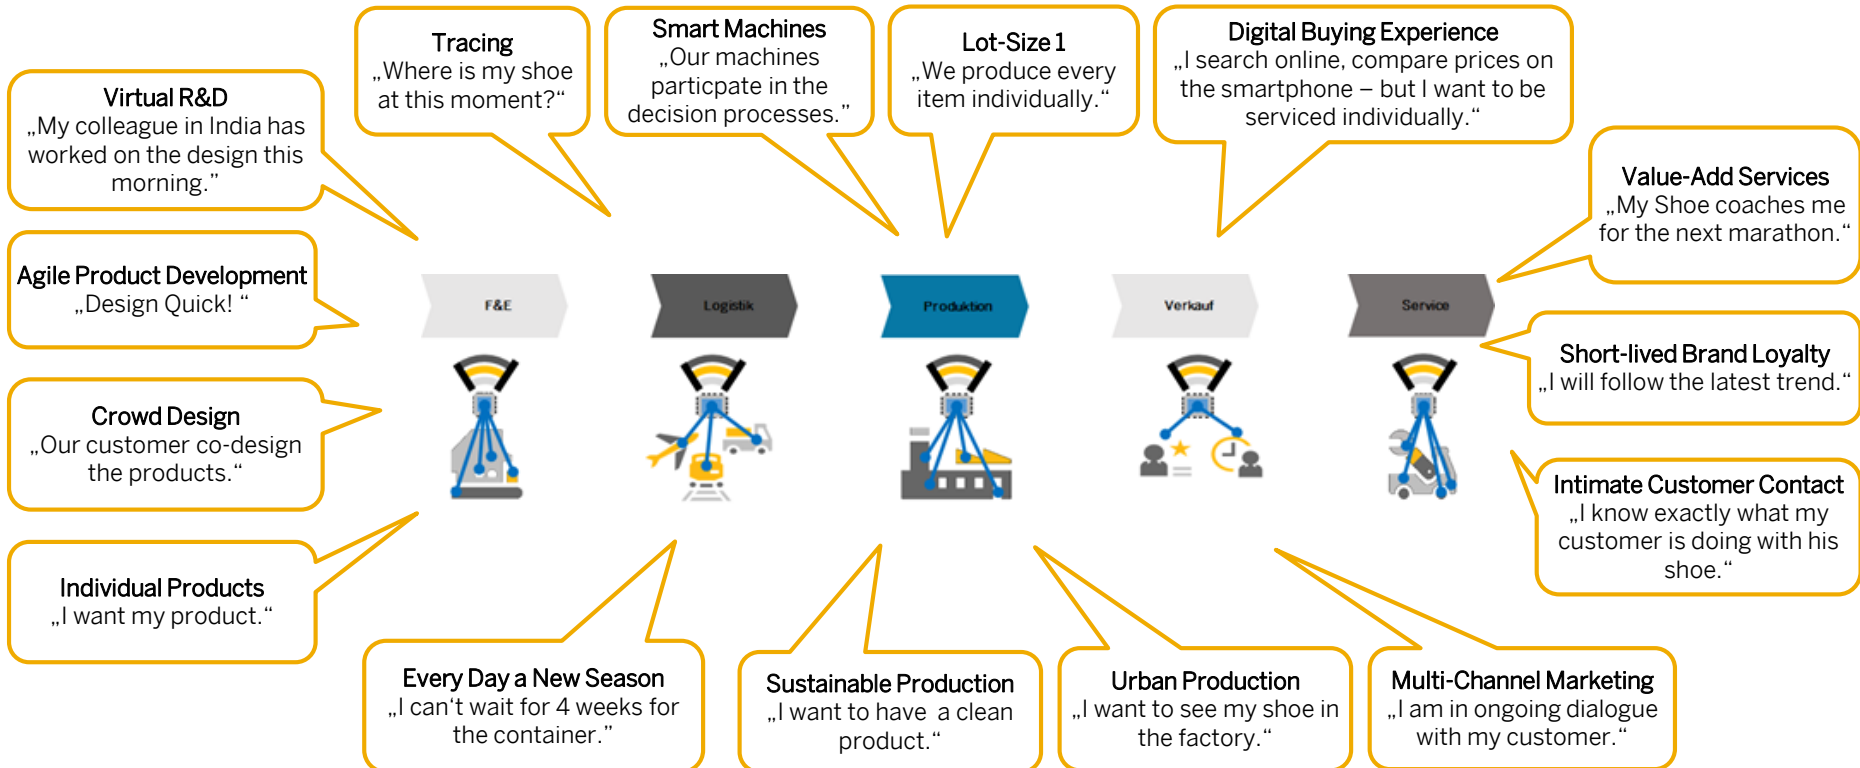 Tracing
„Where is my shoe
at this moment?“
Smart Machines
„Our machines
particpate in the
decision processes.”
Lot-Size 1
„We produce every
item individually.“
Digital Buying Experience
„I search online, compare prices on
the smartphone – but I want to be
serviced individually.“
Virtual R&D
„My colleague in India has
worked on the design this
morning.”
Value-Add Services
„My Shoe coaches me
for the next marathon.“
Agile Product Development
„Design Quick! “
F&E
Logistik
Produktion
Verkauf
Service
Short-lived Brand Loyalty
„I will follow the latest trend.“
Crowd Design
„Our customer co-design
the products.“
Intimate Customer Contact
„I know exactly what my
customer is doing with his
shoe.“
Individual Products
„I want my product.“
Every Day a New Season
„I can‘t wait for 4 weeks for
the container.”
Sustainable Production
„I want to have  a clean
product.“
Urban Production
„I want to see my shoe in
the factory.“
Multi-Channel Marketing
„I am in ongoing dialogue
with my customer.“